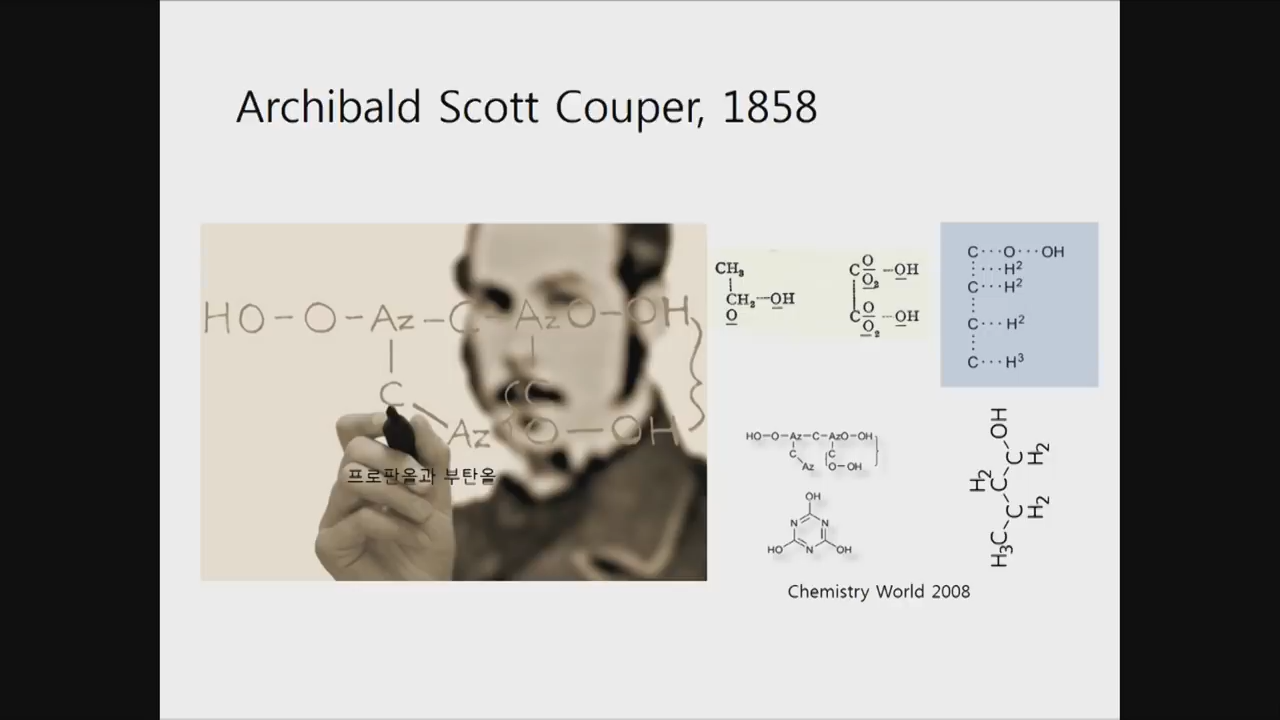 Archibald Scott Couper, 1858
HO-O-Az-C-AzO-OH
C (C
Az O-OH
프로판올과 부탄올
CH₃
CH₂--OH
O
C O --OH
O₂
C O --OH
O₂
C···O···OH
···H²
C···H²
C···H²
C···H³
HO-O-Az-C-AzO-OH
C C
Az O-OH
OH
N N
HO N OH
H₃C-C-C-C-OH
H₂ H₂ H₂
Chemistry World 2008